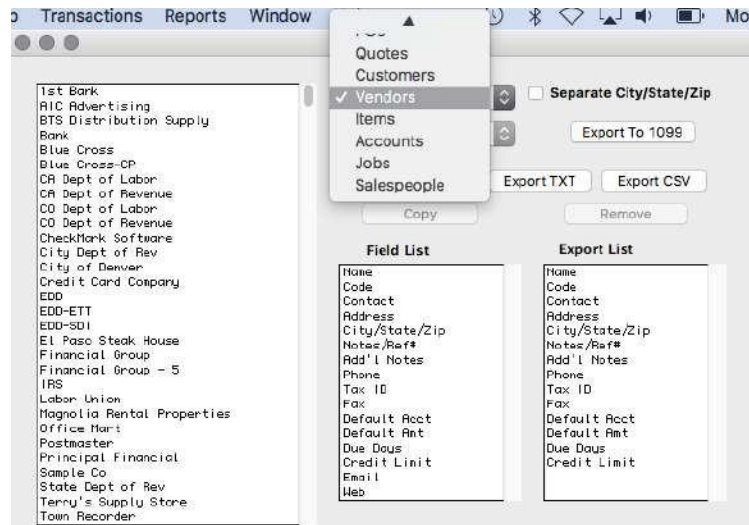 Transactions Reports Window
Mo
Quotes
Customers
✓ Vendors
Items
Accounts
Jobs
Salespeople
Separate City/State/Zip
Export To 1099
Export TXT
Export CSV
Copy
Remove
1st Bank
AIC Advertising
BTS Distribution Supply
Bank
Blue Cross
Blue Cross-CP
CA Dept of Labor
CA Dept of Revenue
CO Dept of Labor
CO Dept of Revenue
CheckMark Software
City Dept of Rev
City of Denver
Credit Card Company
EDD
EDD-ETT
EDD-SDI
El Paso Steak House
Financial Group
Financial Group - 5
IRS
Labor Union
Magnolia Rental Properties
Office Mart
Postmaster
Principal Financial
Sample Co
State Dept of Rev
Terry's Supply Store
Town Recorder
Field List
Name
Code
Contact
Address
City/State/Zip
Notes/Ref#
Add'l Notes
Phone
Tax ID
Fax
Default Acct
Default Amt
Due Days
Credit Limit
Email
Web
Export List
Name
Code
Contact
Address
City/State/Zip
Notes/Ref#
Add'l Notes
Phone
Tax ID
Fax
Default Acct
Default Amt
Due Days
Credit Limit